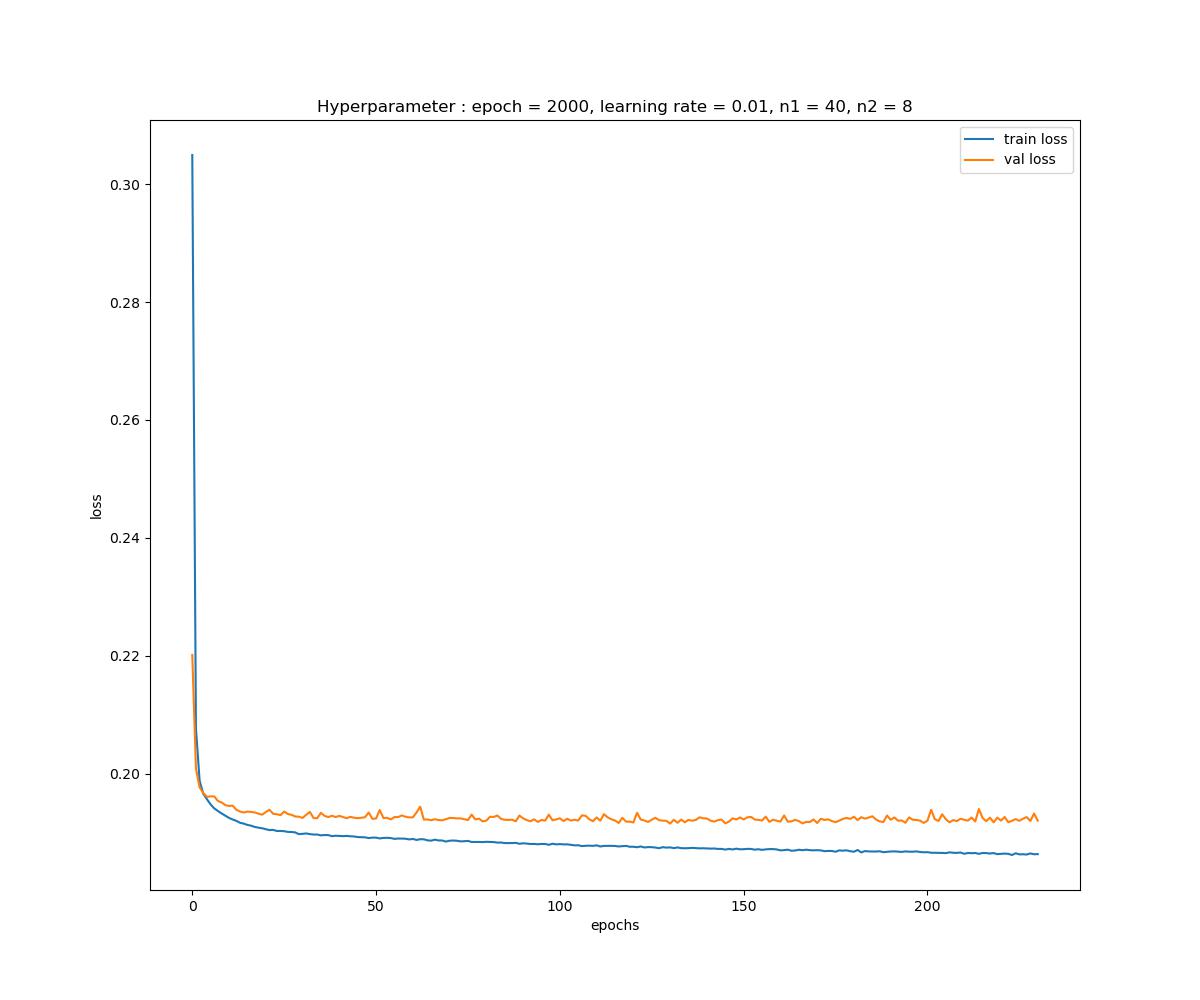 Hyperparameter : epoch = 2000, learning rate = 0.01, n1 = 40, n2 = 8
train loss
val loss
0.30
0.28
0.26
0.24
0.22
0.20
loss
0
50
100
150
200
epochs